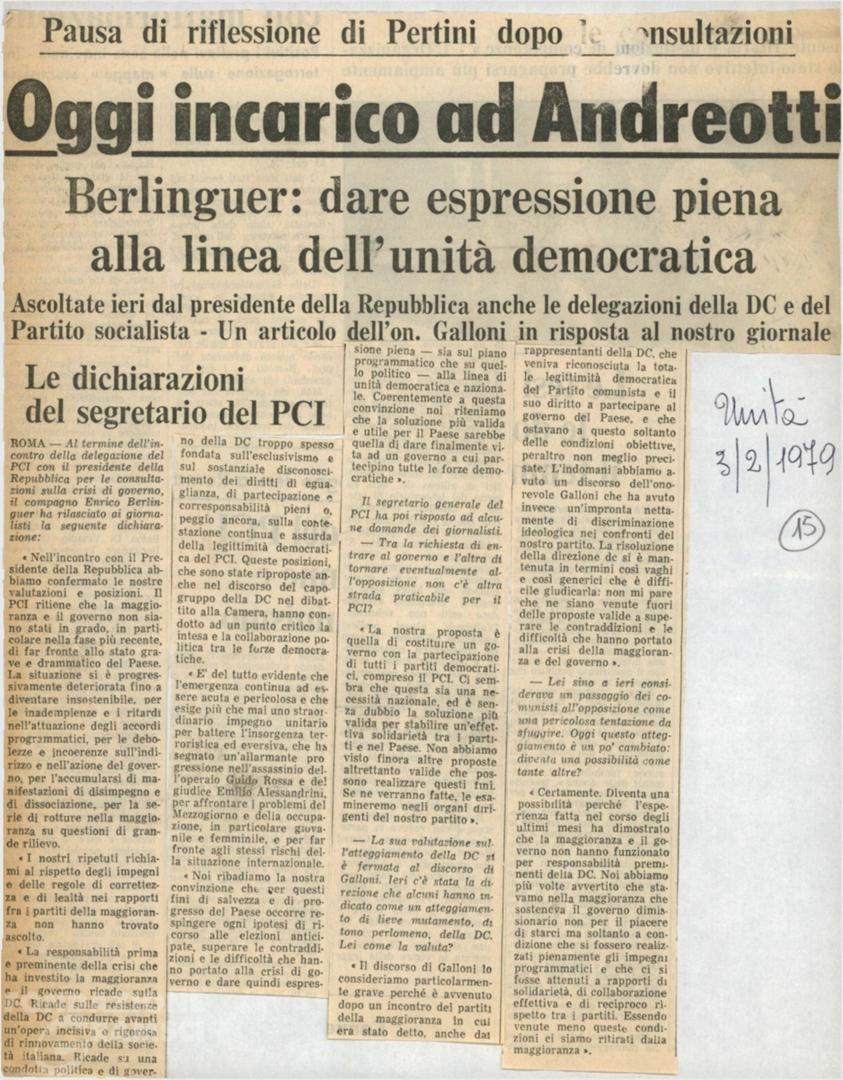 Pausa di riflessione di Pertini dopo le consultazioni
Oggi incarico ad Andreotti
Berlinguer: dare espressione piena
alla linea dell'unità democratica
Ascoltate ieri dal presidente della Repubblica anche le delegazioni della DC e del
Partito socialista - Un articolo dell'on. Galloni in risposta al nostro giornale
Le dichiarazioni
del segretario del PCI
ROMA — Al termine dell'in-
contro della delegazione del
PCI con il presidente della
Repubblica per le consulta-
zioni sulla crisi di governo,
il compagno Enrico Berlin-
guer ha rilasciato ai giorna-
listi la seguente dichiara-
zione:
« Nell'incontro con il Pre-
sidente della Repubblica ab-
biamo confermato le nostre
valutazioni e posizioni. Il
PCI ritiene che la maggio-
ranza e il governo non sia-
no stati in grado, in parti-
colare nella fase più recente,
di far fronte allo stato gra-
ve e drammatico del Paese.
La situazione si è progres-
sivamente deteriorata fino a
diventare insostenibile, per
le inadempienze e i ritardi
nell'attuazione degli accordi
programmatici, per le debo-
lezze e incoerenze sull'indi-
rizzo e nell'azione del gover-
no, per l'accumularsi di ma-
nifestazioni di disimpegno e
di dissociazione, per la se-
rie di rotture nella maggio-
ranza su questioni di gran-
de rilievo.
« I nostri ripetuti richia-
mi al rispetto degli impegni
e delle regole di correttez-
za e di lealtà nei rapporti
fra i partiti della maggioran-
za non hanno trovato
ascolto.
« La responsabilità prima
e preminente della crisi che
ha investito la maggioranza
e il governo ricade sulla
DC. Ricade sulle resistenze
della DC a condurre avanti
un'opera incisiva e rigorosa
di rinnovamento della socie-
tà italiana. Ricade su una
condotta politica e di gover-
no della DC troppo spesso
fondata sull'esclusivismo e
sul sostanziale disconosci-
mento dei diritti di egua-
glianza, di partecipazione e
corresponsabilità pieni o,
peggio ancora, sulla conte-
stazione continua e assurda
della legittimità democrati-
ca del PCI. Queste posizioni,
che sono state riproposte an-
che nel discorso del capo-
gruppo della DC nel dibat-
tito alla Camera, hanno con-
dotto ad un punto critico la
intesa e la collaborazione po-
litica tra le forze democra-
tiche.
« E' del tutto evidente che
l'emergenza continua ad es-
sere acuta e pericolosa e che
esige più che mai uno straor-
dinario impegno unitario
per battere l'insorgenza ter-
roristica ed eversiva, che ha
segnato un'allarmante pro-
gressione nell'assassinio del-
l'operaio Guido Rossa e del
giudice Emilio Alessandrini,
per affrontare i problemi del
Mezzogiorno e della occupa-
zione, in particolare giova-
nile e femminile, e per far
fronte agli stessi rischi del-
la situazione internazionale.
« Noi ribadiamo la nostra
convinzione che per questi
fini di salvezza e di pro-
gresso del Paese occorre re-
spingere ogni ipotesi di ri-
corso alle elezioni antici-
pate, superare le contraddi-
zioni e le difficoltà che han-
no portato alla crisi di go-
verno e dare quindi espres-
sione piena — sia sul piano
programmatico che su quel-
lo politico — alla linea di
unità democratica e naziona-
le. Coerentemente a questa
convinzione noi riteniamo
che la soluzione più valida
e utile per il Paese sarebbe
quella di dare finalmente vi-
ta ad un governo a cui par-
tecipino tutte le forze demo-
cratiche ».
Il segretario generale del
PCI ha poi risposto ad alcu-
ne domande dei giornalisti.
— Tra la richiesta di en-
trare al governo e l'altra di
tornare eventualmente al-
l'opposizione non c'è altra
strada praticabile per il
PCI?
« La nostra proposta è
quella di costituire un go-
verno con la partecipazione
di tutti i partiti democrati-
ci, compreso il PCI. Ci sem-
bra che questa sia una ne-
cessità nazionale, ed è sen-
za dubbio la soluzione più
valida per stabilire un'effet-
tiva solidarietà tra i parti-
ti e nel Paese. Non abbiamo
visto finora altre proposte
altrettanto valide che pos-
sono realizzare questi fini.
Se ne verranno fatte, le esa-
mineremo negli organi diri-
genti del nostro partito ».
— La sua valutazione sul-
l'atteggiamento della DC si
è fermata al discorso di
Galloni. Ieri c'è stata la di-
rezione che alcuni hanno in-
dicato come un atteggiamen-
to di lieve mutamento, di
tono perlomeno, della DC.
Lei come la valuta?
« Il discorso di Galloni lo
consideriamo particolarmen-
te grave perché è avvenuto
dopo un incontro dei partiti
della maggioranza in cui
era stato detto, anche dai
rappresentanti della DC, che
veniva riconosciuta la tota-
le legittimità democratica
del Partito comunista e il
suo diritto a partecipare al
governo del Paese, e che
ostavano a questo soltanto
delle condizioni obiettive,
peraltro non meglio preci-
sate. L'indomani abbiamo a-
vuto un discorso dell'ono-
revole Galloni che ha avuto
invece un'impronta netta-
mente di discriminazione
ideologica nei confronti del
nostro partito. La risoluzione
della direzione dc si è man-
tenuta in termini così vaghi
e così generici che è diffi-
cile giudicarla: non mi pare
che ne siano venute fuori
delle proposte valide a supe-
rare le contraddizioni e le
difficoltà che hanno portato
alla crisi della maggioran-
za e del governo ».
— Lei sino a ieri consi-
derava un passaggio dei co-
munisti all'opposizione come
una pericolosa tentazione da
sfuggire. Oggi questo atteg-
giamento è un po' cambiato:
diventa una possibilità come
tante altre?
« Certamente. Diventa una
possibilità perché l'espe-
rienza fatta nel corso degli
ultimi mesi ha dimostrato
che la maggioranza e il go-
verno non hanno funzionato
per responsabilità premi-
nenti della DC. Noi abbiamo
più volte avvertito che sta-
vamo nella maggioranza che
sosteneva il governo dimis-
sionario non per il piacere
di starci ma soltanto a con-
dizione che si fossero realiz-
zati pienamente gli impegni
programmatici e che ci si
fosse attenuti a rapporti di
solidarietà, di collaborazione
effettiva e di reciproco ri-
spetto tra i partiti. Essendo
venute meno queste condi-
zioni ci siamo ritirati dalla
maggioranza ».
Unità
3/2/1979
15